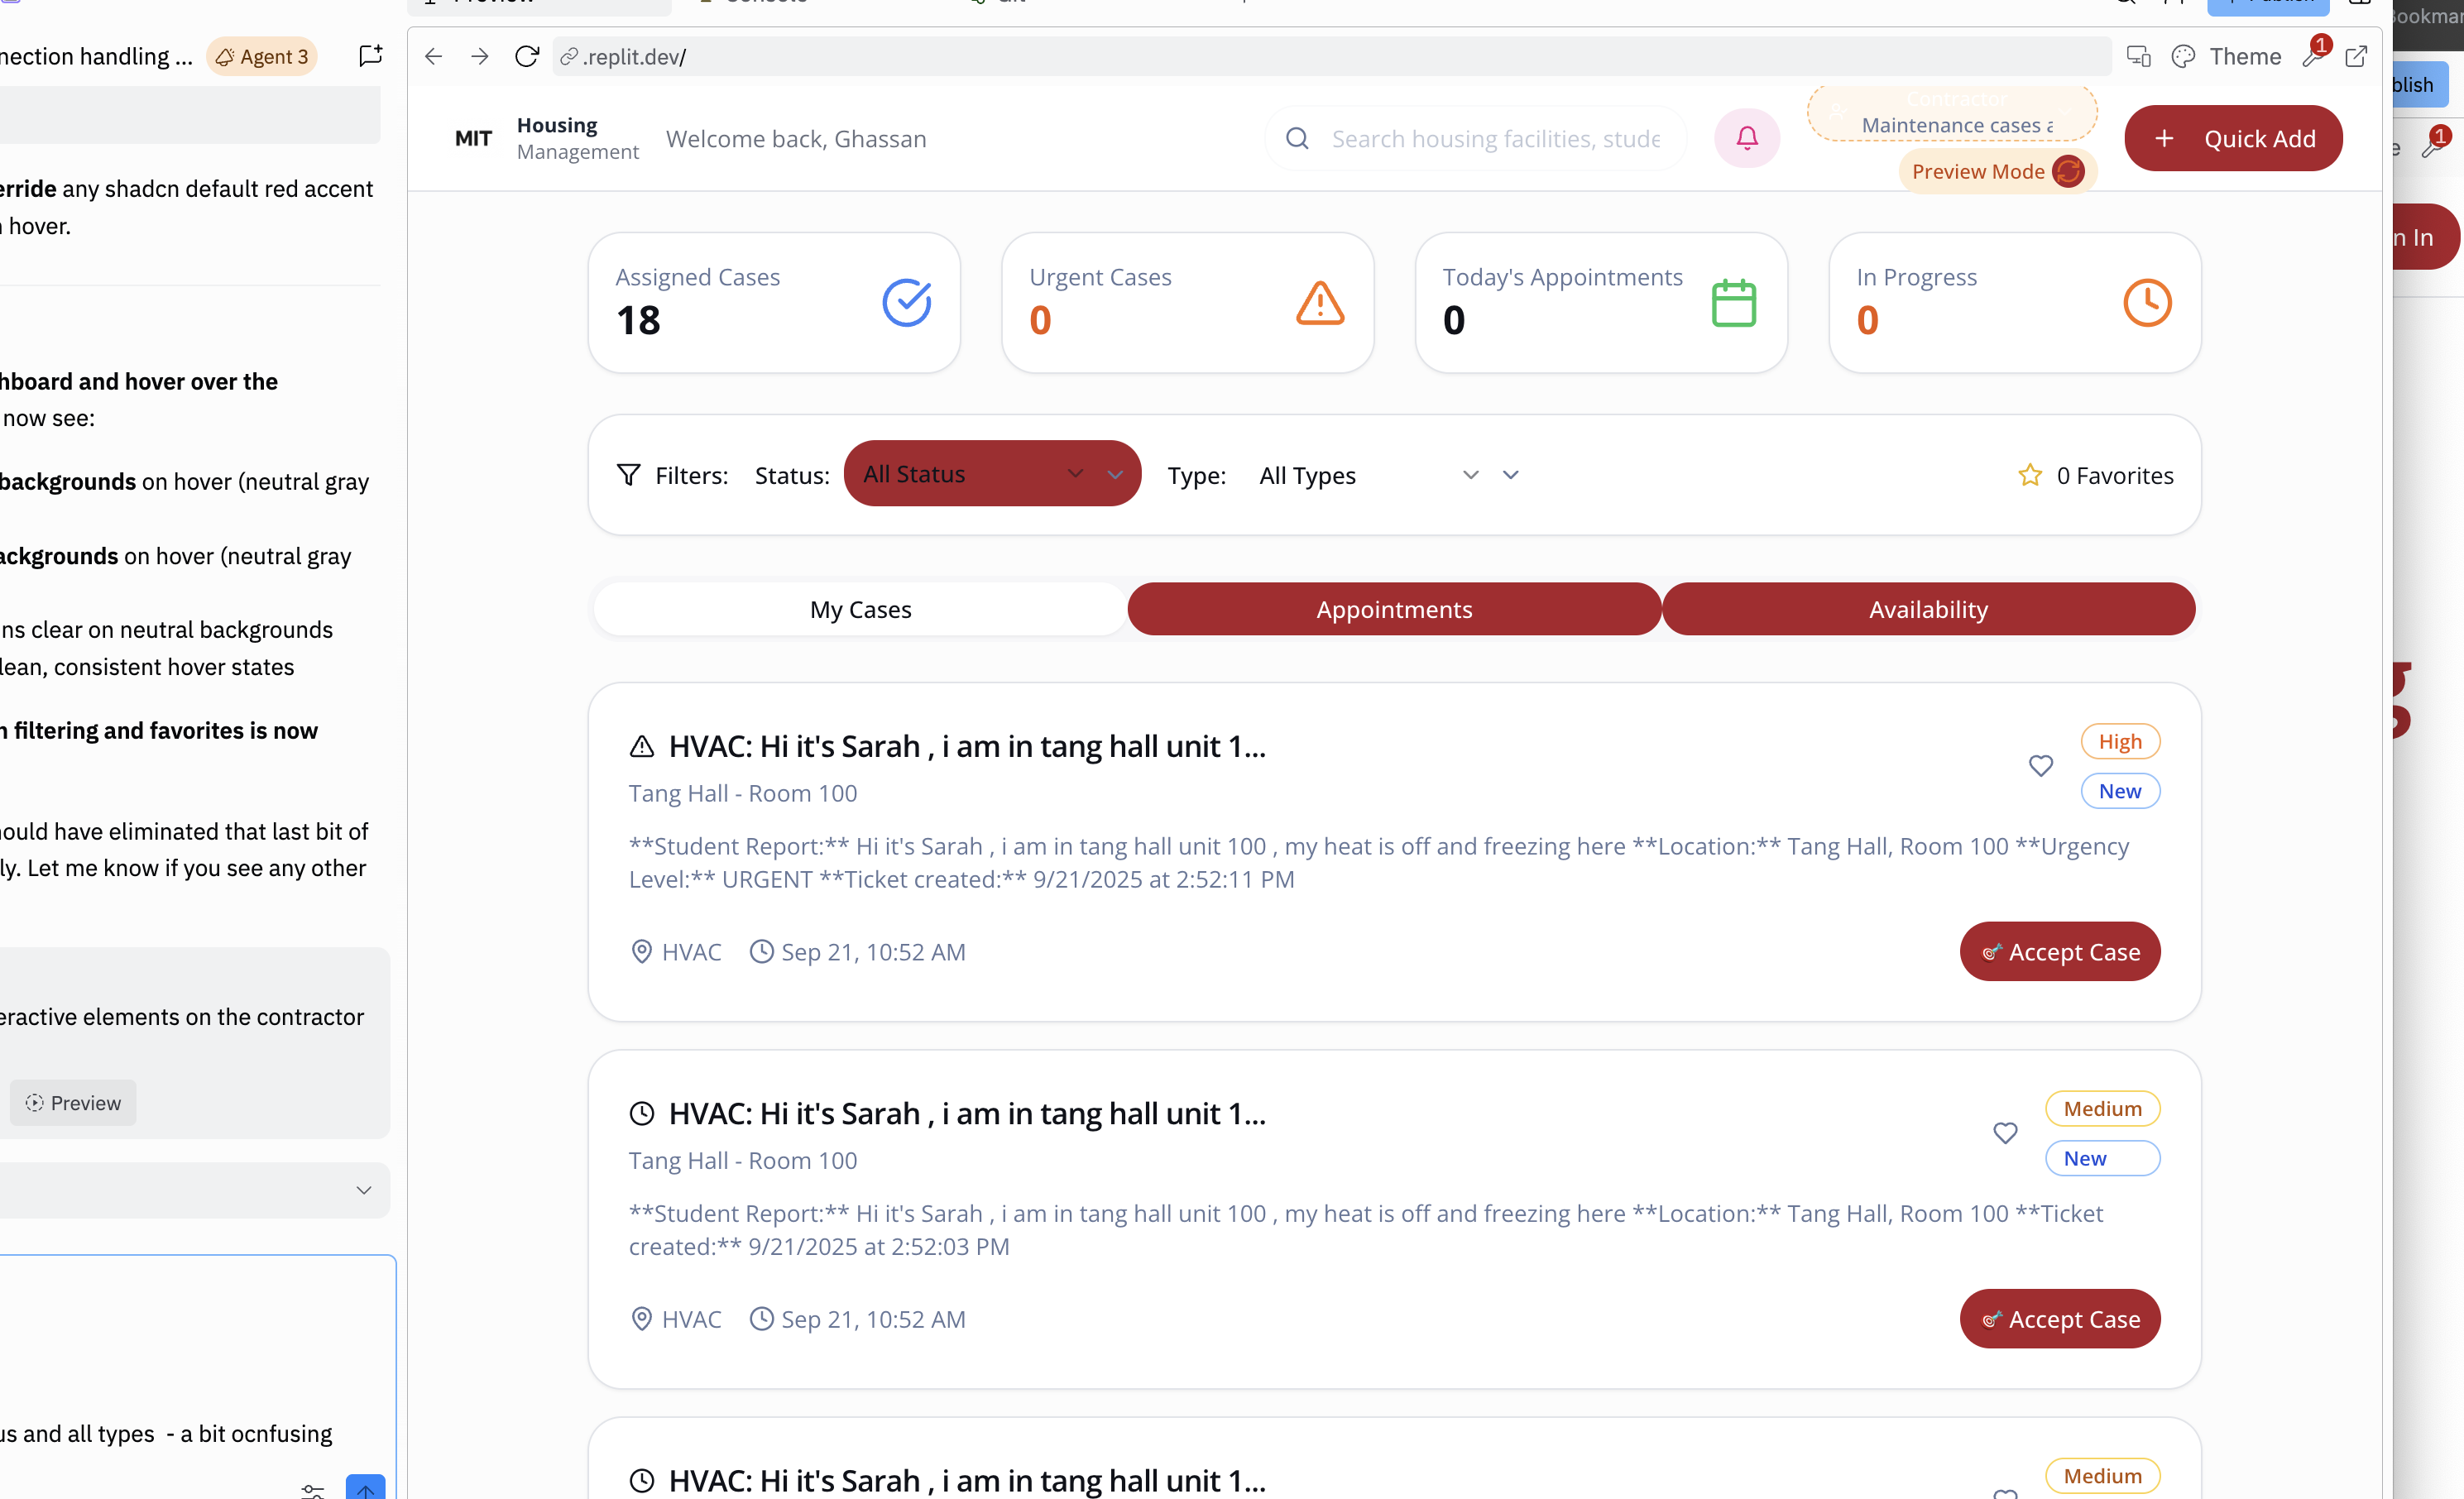 nection handling ...
Agent 3
erride any shadcn default red accent
hover.
hboard and hover over the
now see:
backgrounds on hover (neutral gray
ackgrounds on hover (neutral gray
ns clear on neutral backgrounds
lean, consistent hover states
n filtering and favorites is now
ould have eliminated that last bit of
ly. Let me know if you see any other
eractive elements on the contractor
Preview
us and all types - a bit ocnfusing
.replit.dev/
Theme
1
MIT
Housing
Management
Welcome back, Ghassan
Search housing facilities, stude
Contractor
Maintenance cases a
Preview Mode
+ Quick Add
Assigned Cases
18
Urgent Cases
0
Today's Appointments
0
In Progress
0
Filters:
Status:
All Status
Type:
All Types
0 Favorites
My Cases
Appointments
Availability
HVAC: Hi it's Sarah , i am in tang hall unit 1...
High
New
Tang Hall - Room 100
**Student Report:** Hi it's Sarah , i am in tang hall unit 100 , my heat is off and freezing here **Location:** Tang Hall, Room 100 **Urgency
Level:** URGENT **Ticket created:** 9/21/2025 at 2:52:11 PM
HVAC
Sep 21, 10:52 AM
Accept Case
HVAC: Hi it's Sarah , i am in tang hall unit 1...
Medium
New
Tang Hall - Room 100
**Student Report:** Hi it's Sarah , i am in tang hall unit 100 , my heat is off and freezing here **Location:** Tang Hall, Room 100 **Ticket
created:** 9/21/2025 at 2:52:03 PM
HVAC
Sep 21, 10:52 AM
Accept Case
HVAC: Hi it's Sarah , i am in tang hall unit 1...
Medium
Bookmar
blish
e
1
n In
g